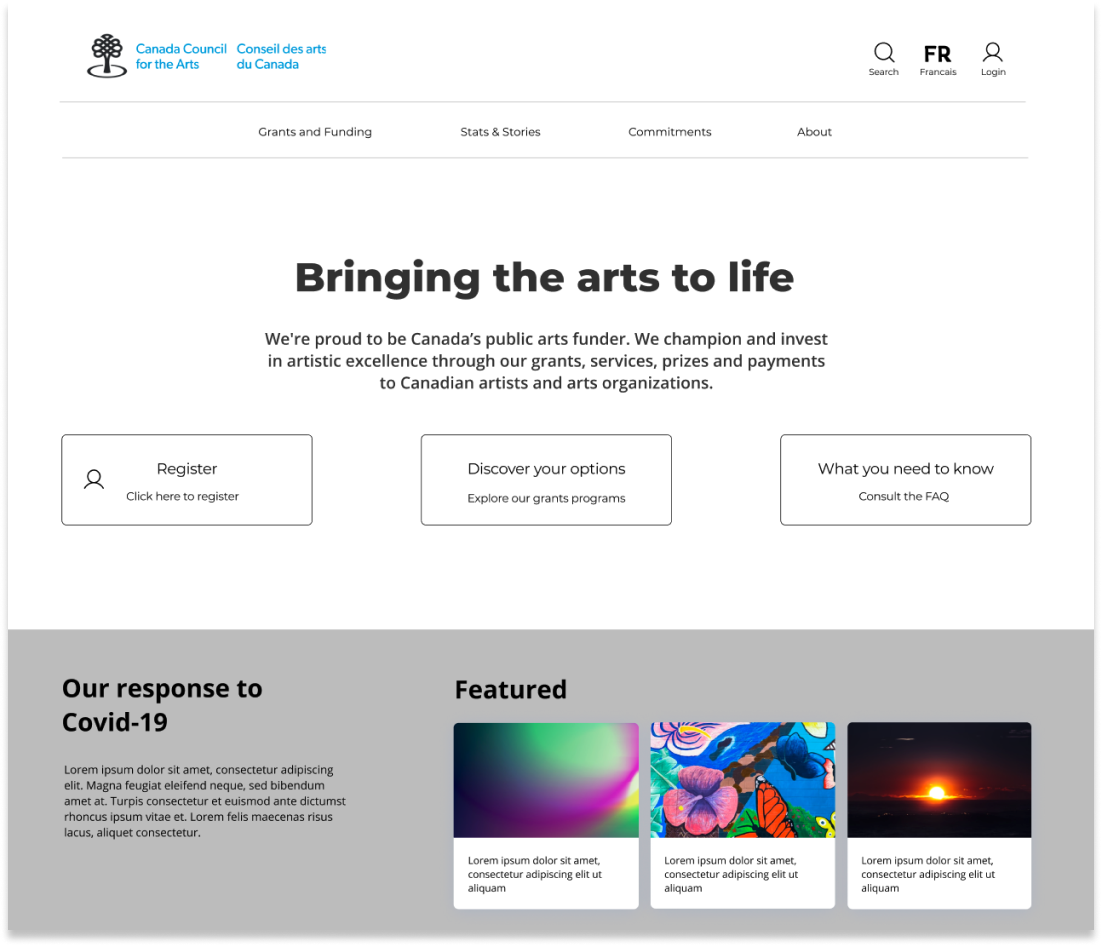 Canada Council Conseil des arts
for the Arts du Canada
Search
FR
Francais
Login
Grants and Funding Stats & Stories Commitments About
Bringing the arts to life
We're proud to be Canada’s public arts funder. We champion and invest
in artistic excellence through our grants, services, prizes and payments
to Canadian artists and arts organizations.
Register
Click here to register
Discover your options
Explore our grants programs
What you need to know
Consult the FAQ
Our response to
Covid-19
Lorem ipsum dolor sit amet, consectetur adipiscing
elit. Magna feugiat eleifend neque, sed bibendum
amet at. Turpis consectetur et euismod ante dictumst
rhoncus ipsum vitae et. Lorem felis maecenas risus
lacus, aliquet consectetur.
Featured
Lorem ipsum dolor sit amet,
consectetur adipiscing elit ut
aliquam
Lorem ipsum dolor sit amet,
consectetur adipiscing elit ut
aliquam
Lorem ipsum dolor sit amet,
consectetur adipiscing elit ut
aliquam